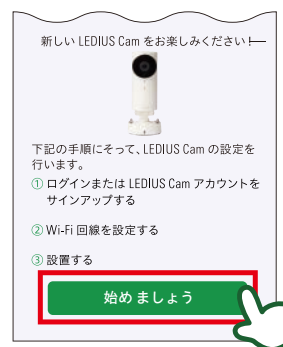 新しい LEDIUS Cam をお楽しみください!
下記の手順にそって、LEDIUS Cam の設定を
行います。
① ログインまたは LEDIUS Cam アカウントを
サインアップする
② Wi-Fi 回線を設定する
③ 設置する
始めましょう